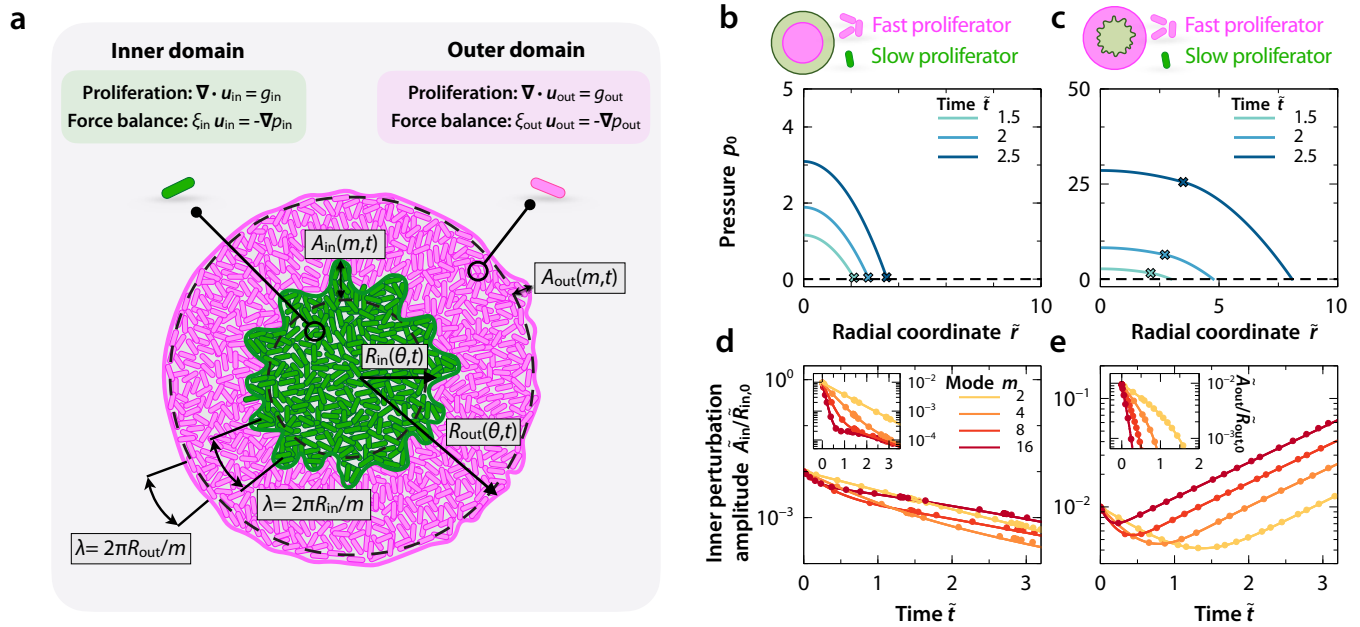 a
Inner domain
Proliferation: ∇ · u_in = g_in
Force balance: ξ_in u_in = -∇p_in
Outer domain
Proliferation: ∇ · u_out = g_out
Force balance: ξ_out u_out = -∇p_out
A_in(m,t)
A_out(m,t)
R_in(θ,t)
R_out(θ,t)
λ= 2πR_in/m
λ= 2πR_out/m
b
Fast proliferator
Slow proliferator
Time t̃
1.5
2
2.5
5
4
3
2
1
0
Pressure p_0
0
5
10
Radial coordinate r̃
c
Fast proliferator
Slow proliferator
Time t̃
1.5
2
2.5
50
25
0
0
5
10
Radial coordinate r̃
d
10^0
10^-3
Inner perturbation
amplitude Ã_in/R̃_in,0
10^-2
10^-3
10^-4
0
1
2
3
Mode m
2
4
8
16
0
1
2
3
Time t̃
e
10^-1
10^-2
10^-2
10^-3
Ã_out/R̃_out,0
0
1
2
0
1
2
3
Time t̃